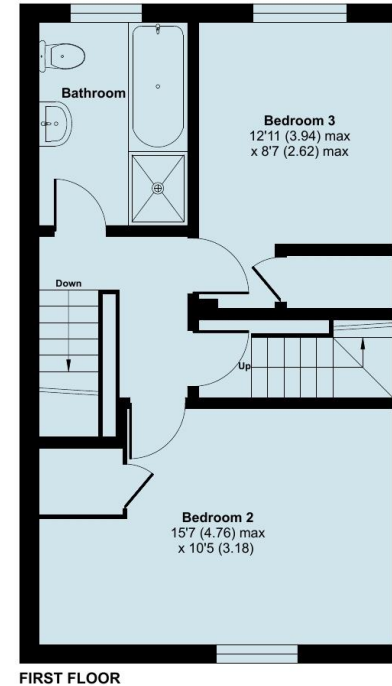 Bathroom
Bedroom 3
12'11 (3.94) max
x 8'7 (2.62) max
Down
Up
Bedroom 2
15'7 (4.76) max
x 10'5 (3.18)
FIRST FLOOR